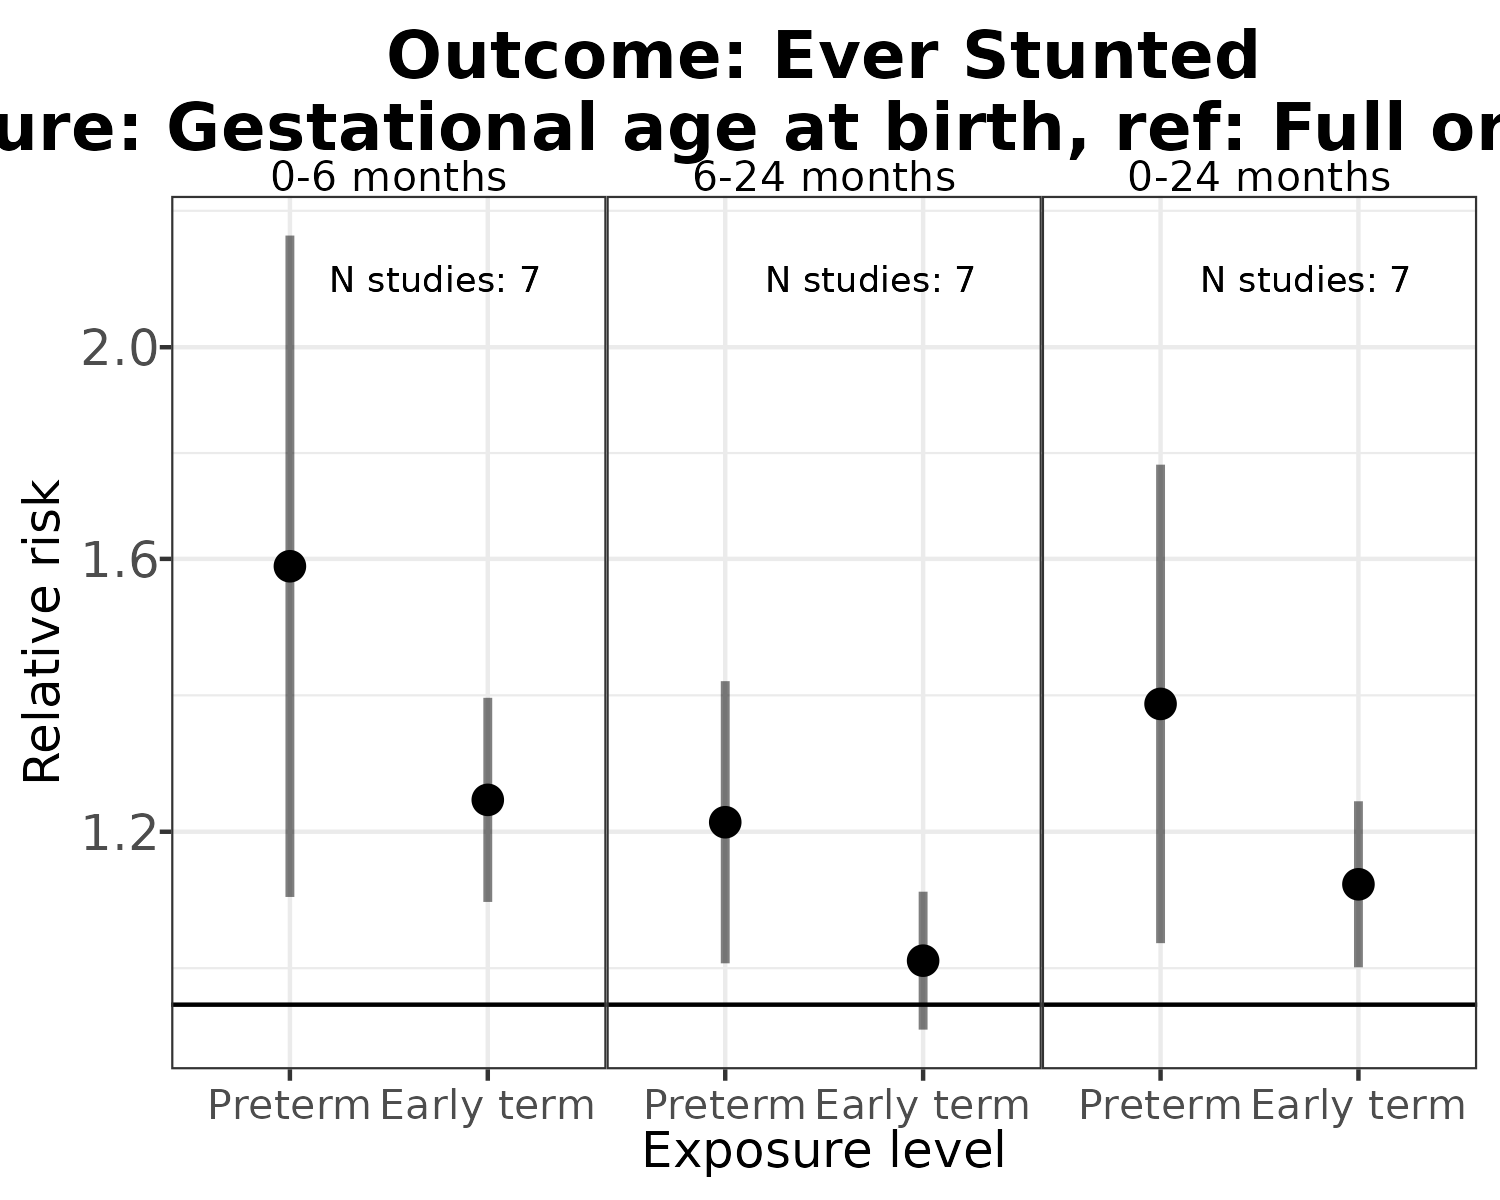 Outcome: Ever Stunted
ure: Gestational age at birth, ref: Full or
0-6 months 6-24 months 0-24 months
N studies: 7 N studies: 7 N studies: 7
2.0
1.6
1.2
Relative risk
Preterm Early term Preterm Early term Preterm Early term
Exposure level